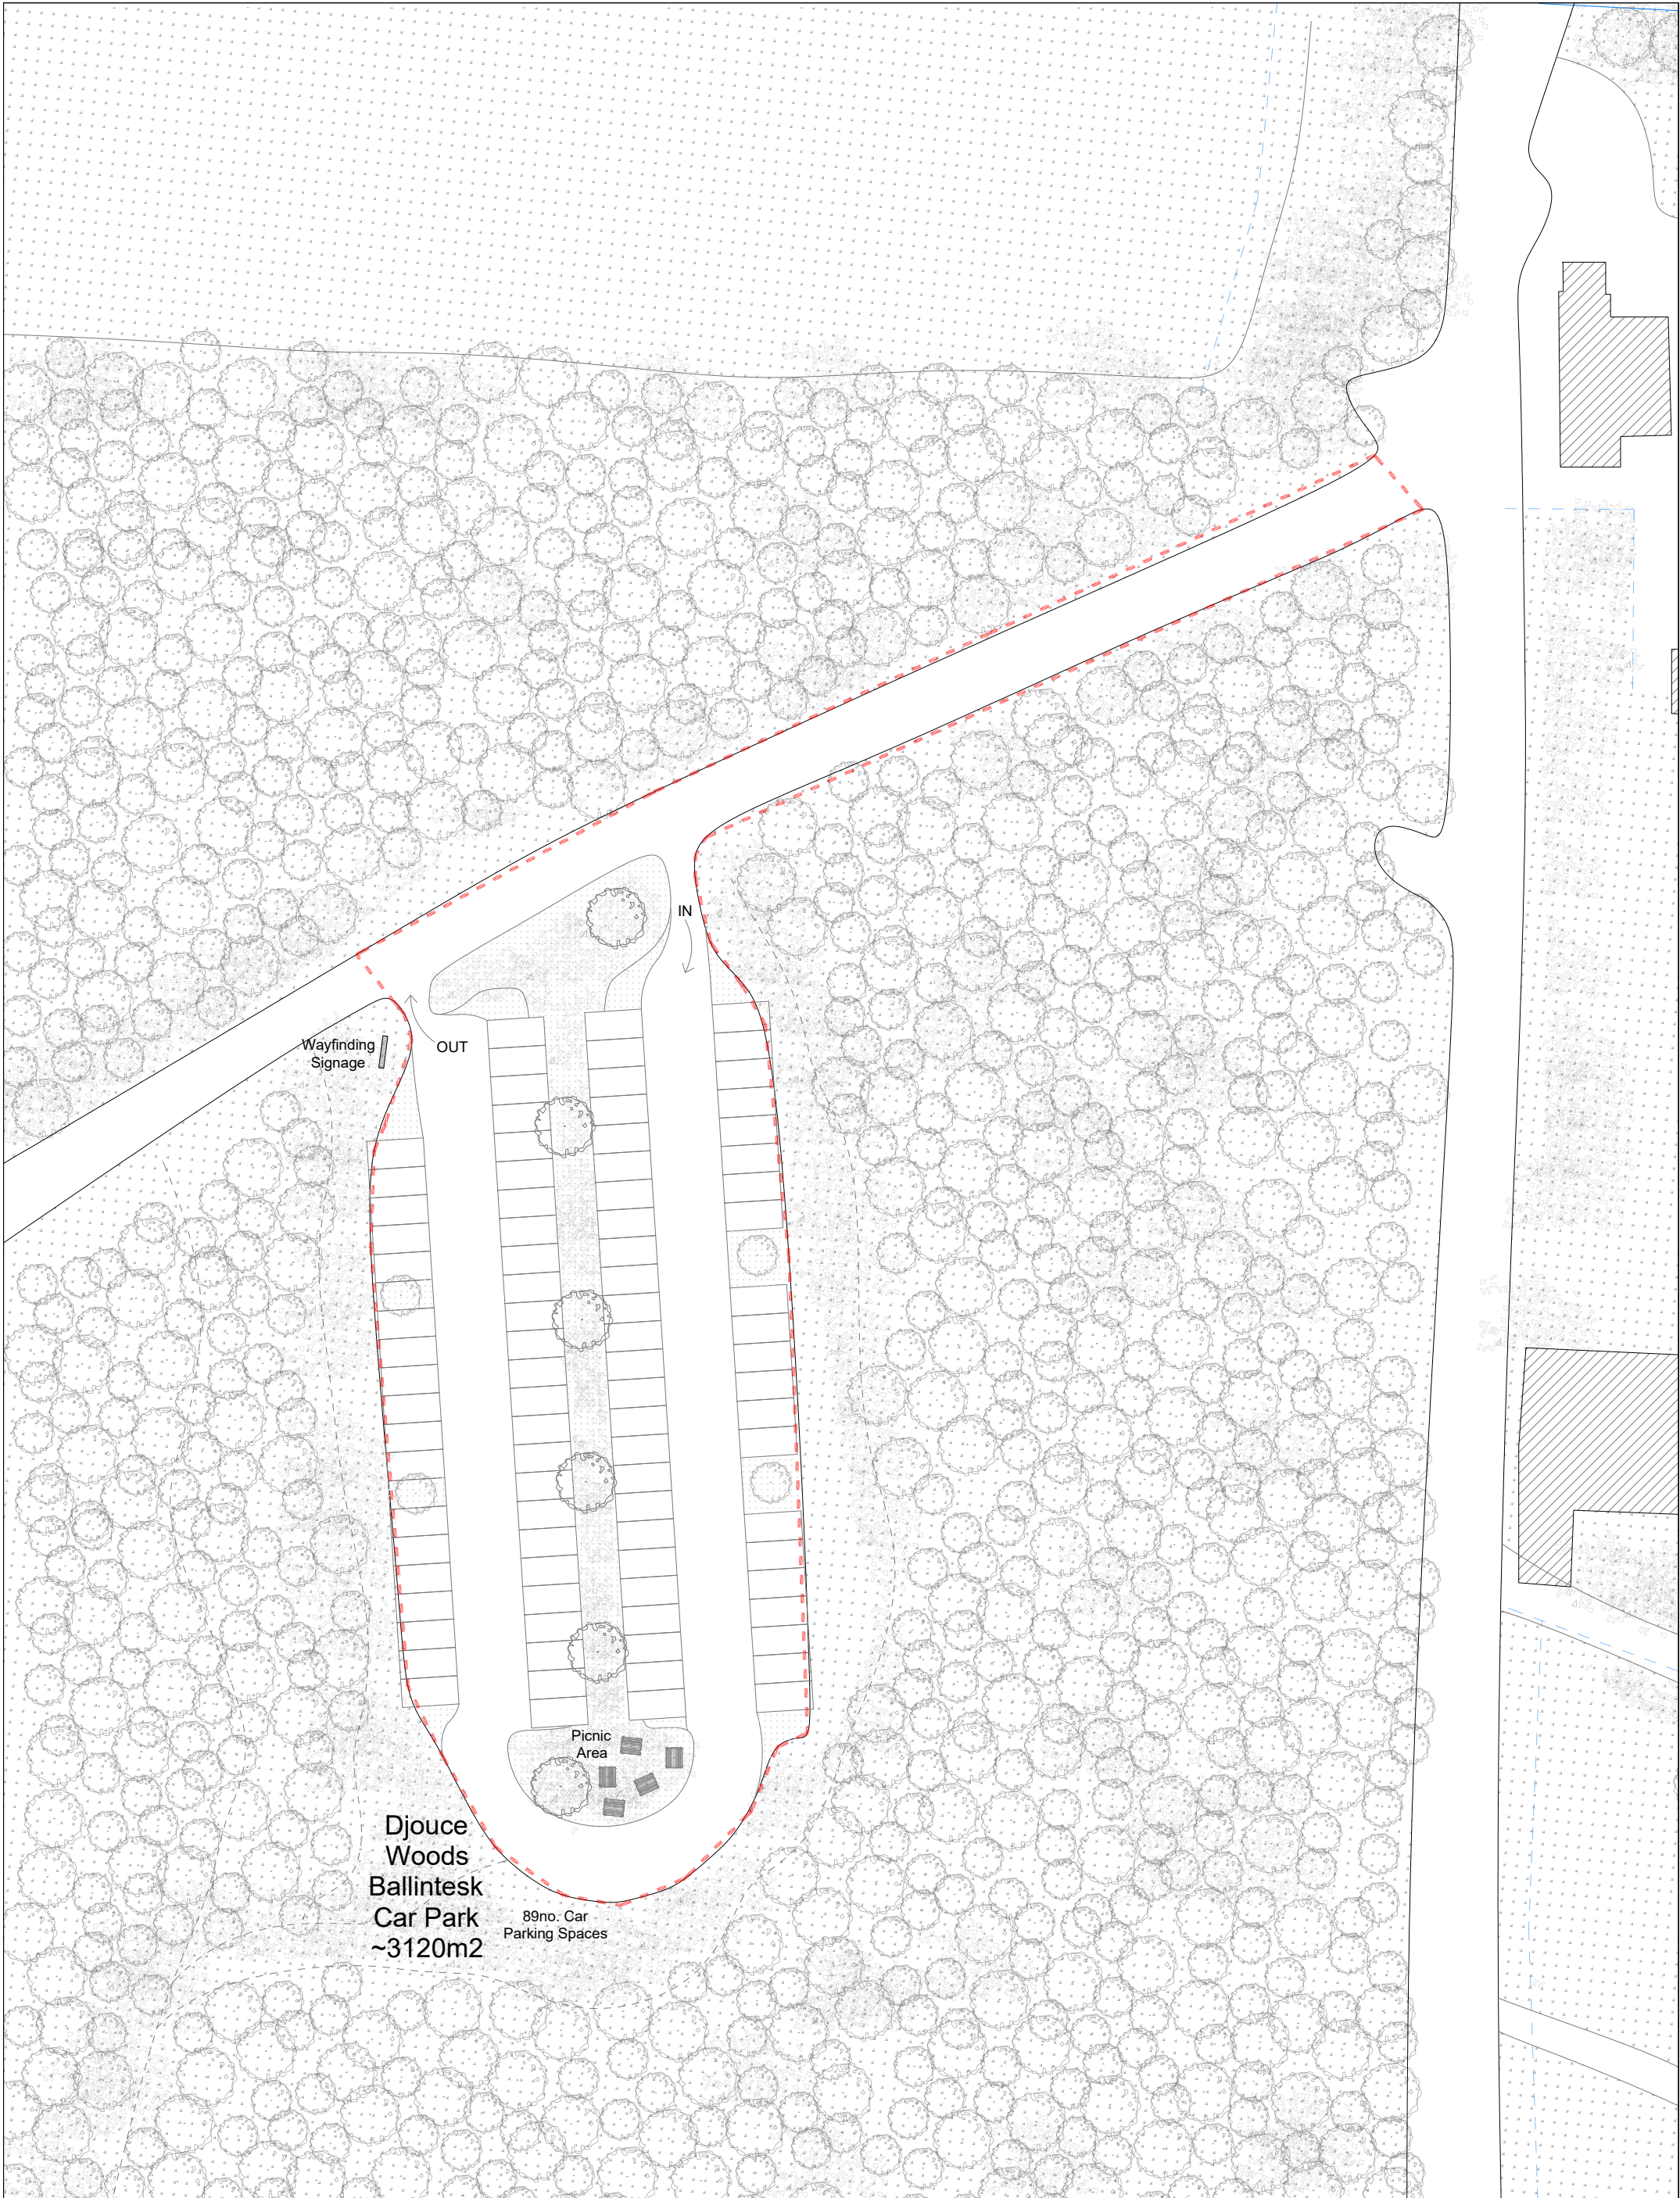 IN
OUT
Wayfinding
Signage
Picnic
Area
Djouce
Woods
Ballintesk
Car Park
~3120m2
89no. Car
Parking Spaces